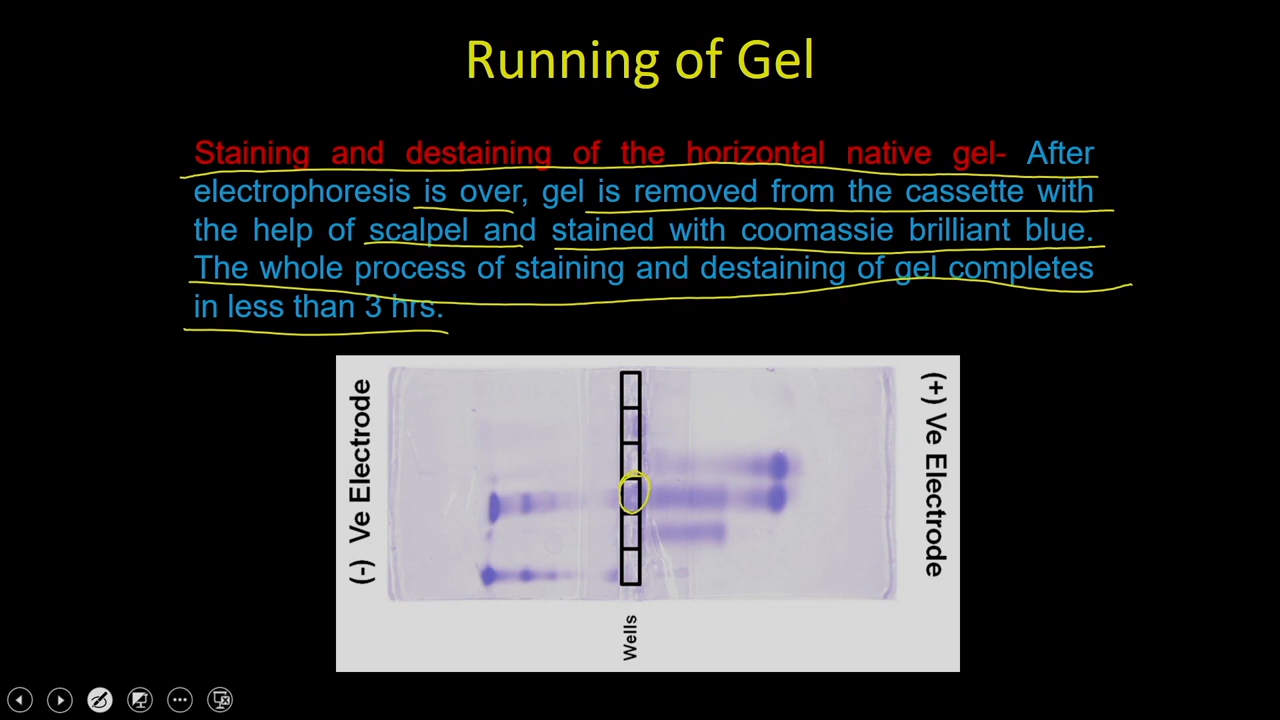 Running of Gel
Staining and destaining of the horizontal native gel- After
electrophoresis is over, gel is removed from the cassette with
the help of scalpel and stained with coomassie brilliant blue.
The whole process of staining and destaining of gel completes
in less than 3 hrs.
(-) Ve Electrode
(+) Ve Electrode
Wells